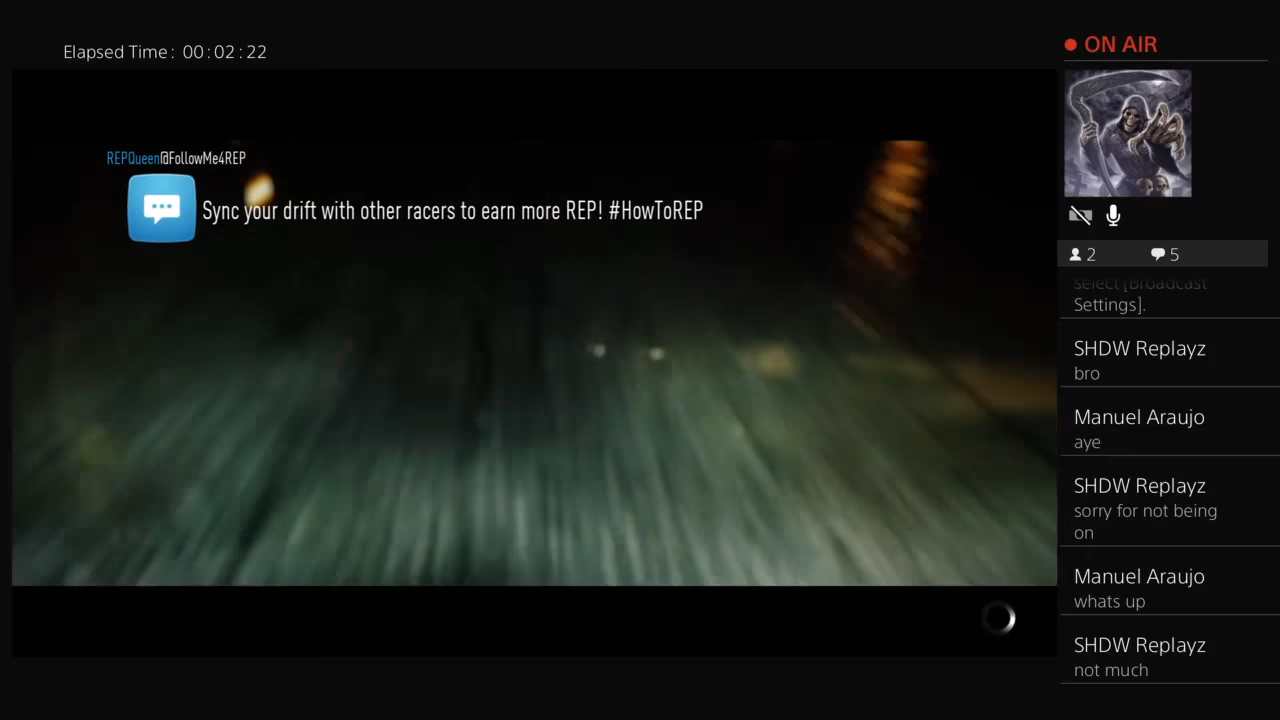 Elapsed Time: 00:02:22
ON AIR
REPQueen@FollowMe4REP
Sync your drift with other racers to earn more REP! #HowToREP
2 5
select [Broadcast
Settings].
SHDW Replayz
bro
Manuel Araujo
aye
SHDW Replayz
sorry for not being
on
Manuel Araujo
whats up
SHDW Replayz
not much